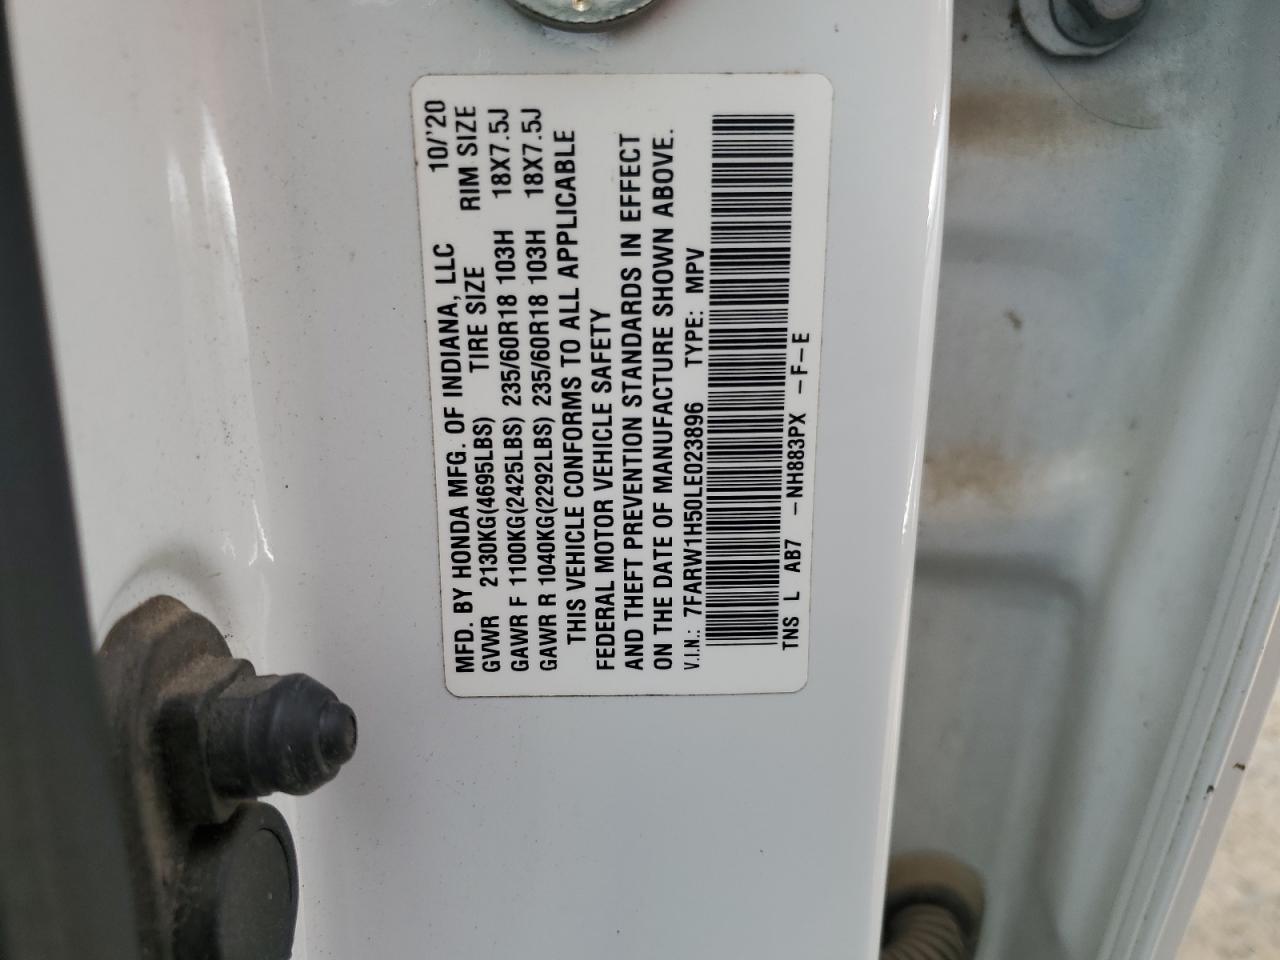 MFD. BY HONDA MFG. OF INDIANA, LLC 10/'20
GVWR 2130KG(4695LBS) TIRE SIZE RIM SIZE
GAWR F 1100KG(2425LBS) 235/60R18 103H 18X7.5J
GAWR R 1040KG(2292LBS) 235/60R18 103H 18X7.5J
THIS VEHICLE CONFORMS TO ALL APPLICABLE
FEDERAL MOTOR VEHICLE SAFETY
AND THEFT PREVENTION STANDARDS IN EFFECT
ON THE DATE OF MANUFACTURE SHOWN ABOVE.
V.I.N.: 7FARW1H50LE023896 TYPE: MPV
TNS L AB7 -NH883PX -F-E